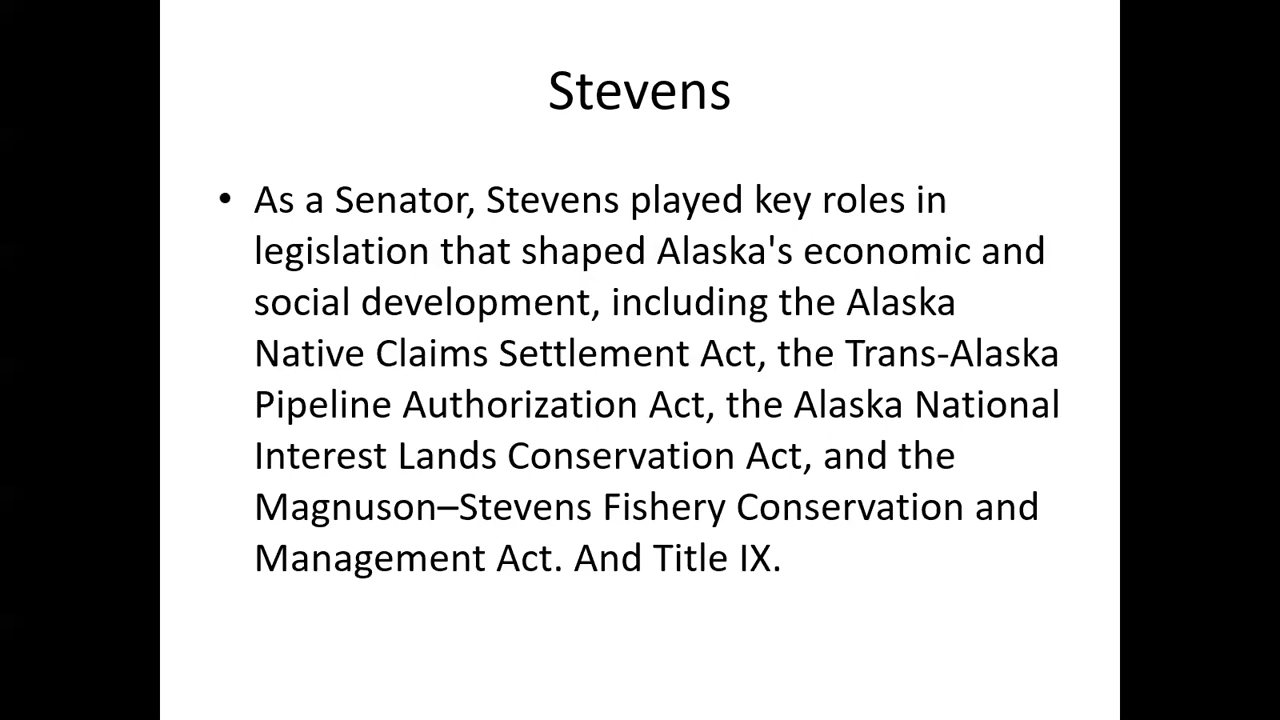 Stevens
• As a Senator, Stevens played key roles in
legislation that shaped Alaska's economic and
social development, including the Alaska
Native Claims Settlement Act, the Trans-Alaska
Pipeline Authorization Act, the Alaska National
Interest Lands Conservation Act, and the
Magnuson–Stevens Fishery Conservation and
Management Act. And Title IX.